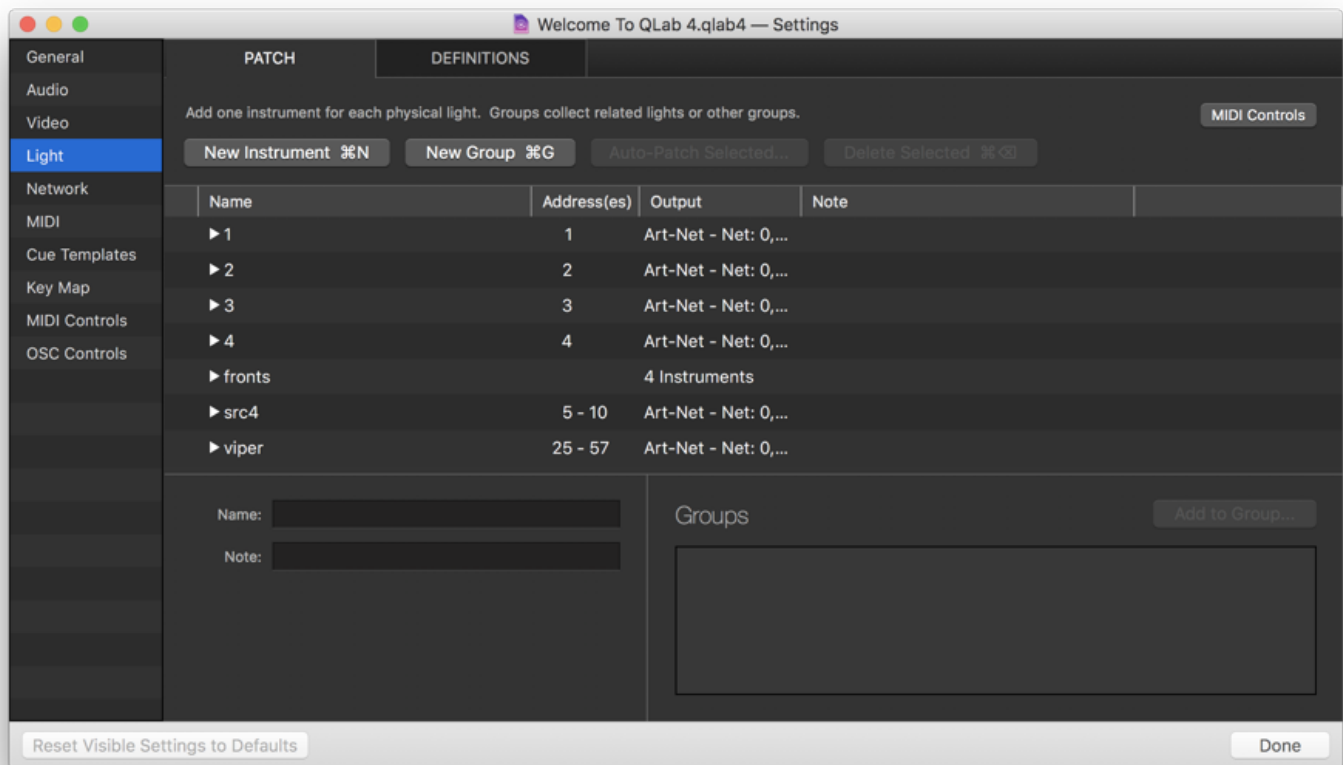 Welcome To QLab 4.qlab4 — Settings
General
Audio
Video
Light
Network
MIDI
Cue Templates
Key Map
MIDI Controls
OSC Controls
PATCH DEFINITIONS
Add one instrument for each physical light. Groups collect related lights or other groups.
MIDI Controls
New Instrument ⌘N New Group ⌘G Auto-Patch Selected... Delete Selected ⌘⌫
Name Address(es) Output Note
▶1 1 Art-Net - Net: 0,...
▶2 2 Art-Net - Net: 0,...
▶3 3 Art-Net - Net: 0,...
▶4 4 Art-Net - Net: 0,...
▶fronts 4 Instruments
▶src4 5 - 10 Art-Net - Net: 0,...
▶viper 25 - 57 Art-Net - Net: 0,...
Name:
Note:
Groups Add to Group...
Reset Visible Settings to Defaults Done